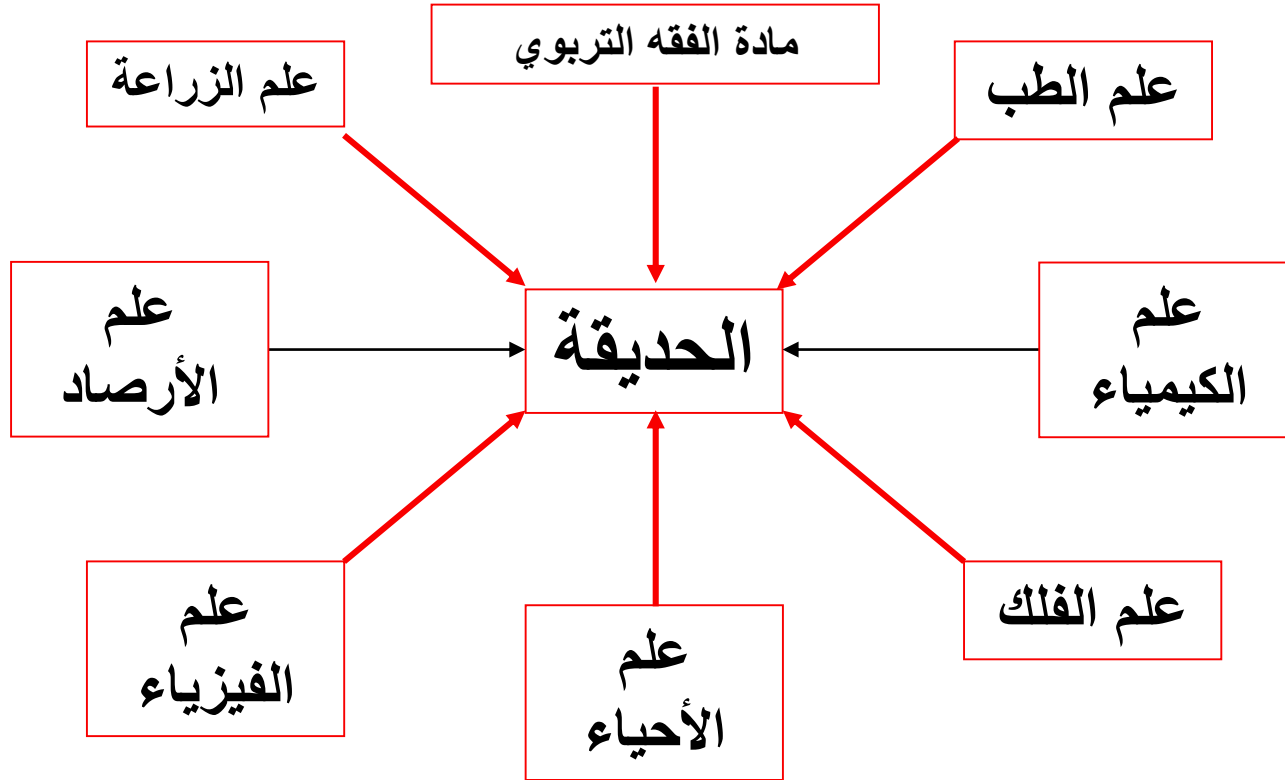 مادة الفقه التربوي
علم الطب
علم الزراعة
علم
الكيمياء
الحديقة
علم
الأرصاد
علم الفلك
علم
الأحياء
علم
الفيزياء